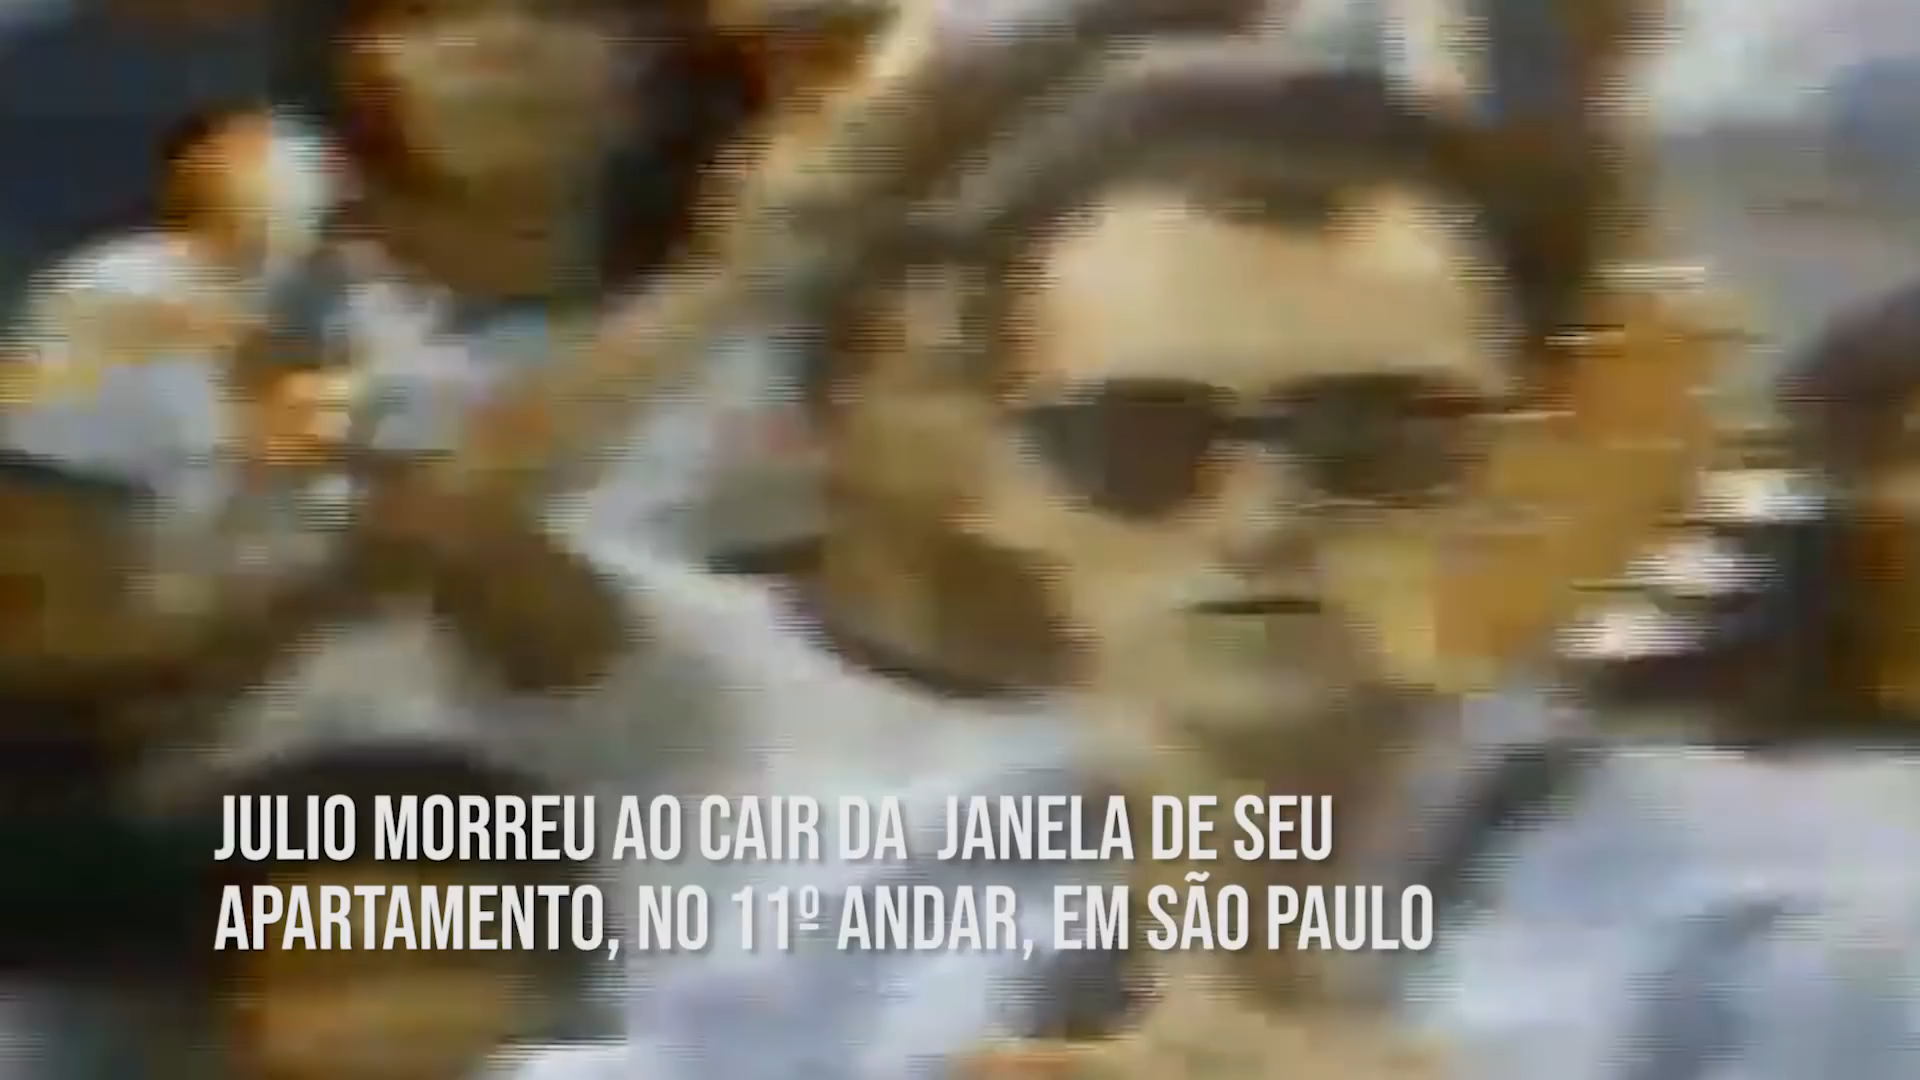 JULIO MORREU AO CAIR DA JANELA DE SEU
APARTAMENTO, NO 11º ANDAR, EM SÃO PAULO